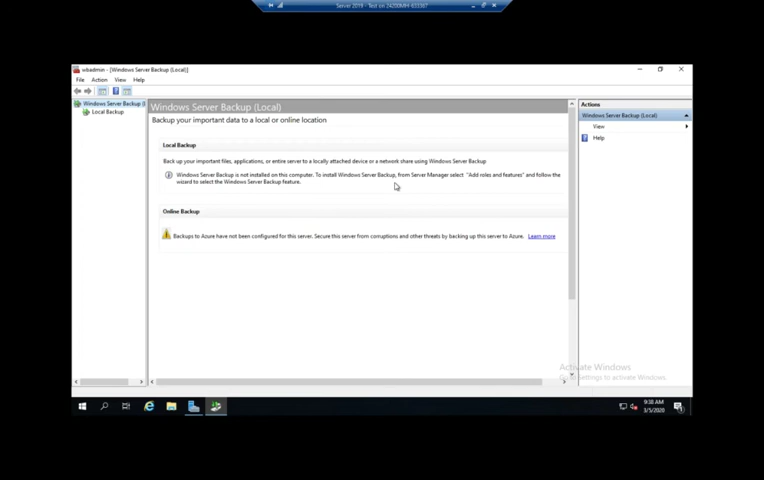 Server 2019 - Test on 24200MH-633367
wbadmin - [Windows Server Backup (Local)]
File Action View Help
Windows Server Backup (L
Local Backup
Windows Server Backup (Local)
Backup your important data to a local or online location
Local Backup
Back up your important files, applications, or entire server to a locally attached device or a network share using Windows Server Backup
Windows Server Backup is not installed on this computer. To install Windows Server Backup, from Server Manager select "Add roles and features" and follow the
wizard to select the Windows Server Backup feature.
Online Backup
Backups to Azure have not been configured for this server. Secure this server from corruptions and other threats by backing up this server to Azure. Learn more
Actions
Windows Server Backup (Local)
View
Help
Activate Windows
Go to Settings to activate Windows.
9:38 AM
3/5/2020